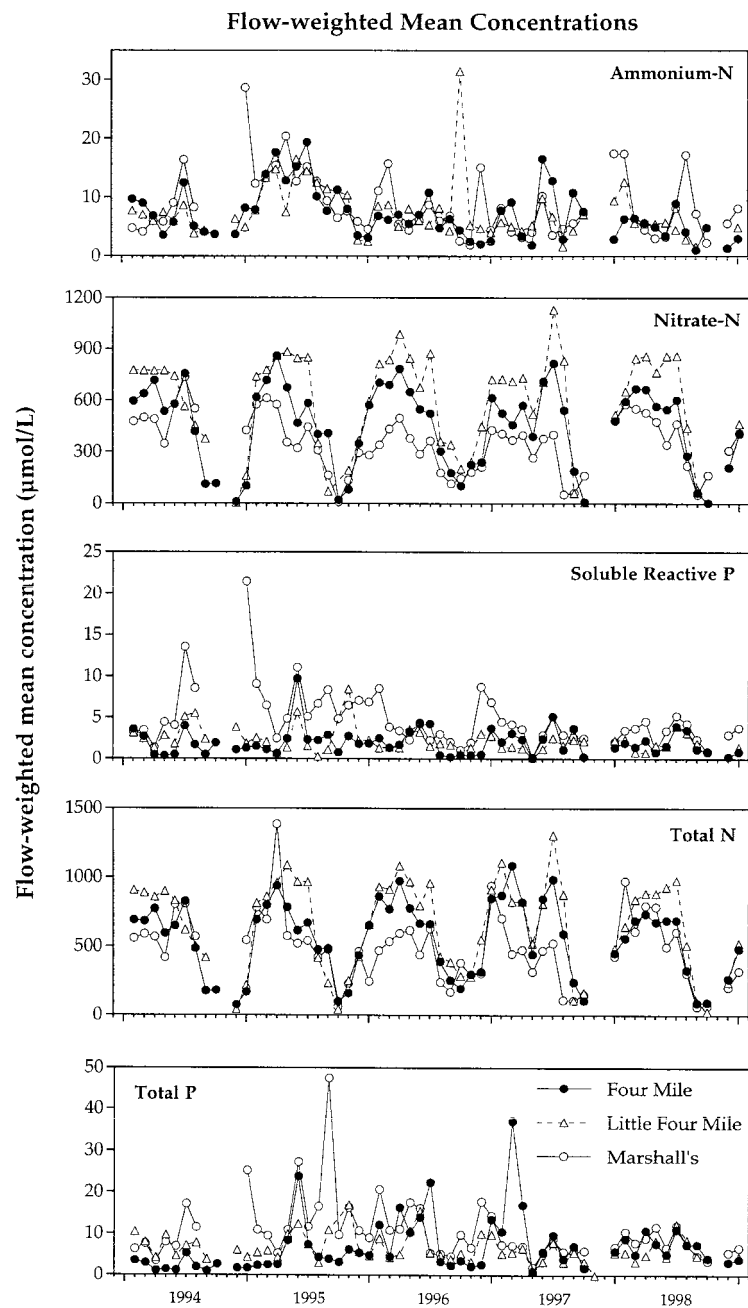 Flow-weighted Mean Concentrations
Flow-weighted mean concentration (µmol/L)
Ammonium-N
30
20
10
0
Nitrate-N
1200
900
600
300
0
Soluble Reactive P
25
20
15
10
5
0
Total N
1500
1000
500
0
Total P
50
40
30
20
10
0
Four Mile
Little Four Mile
Marshall's
1994 1995 1996 1997 1998